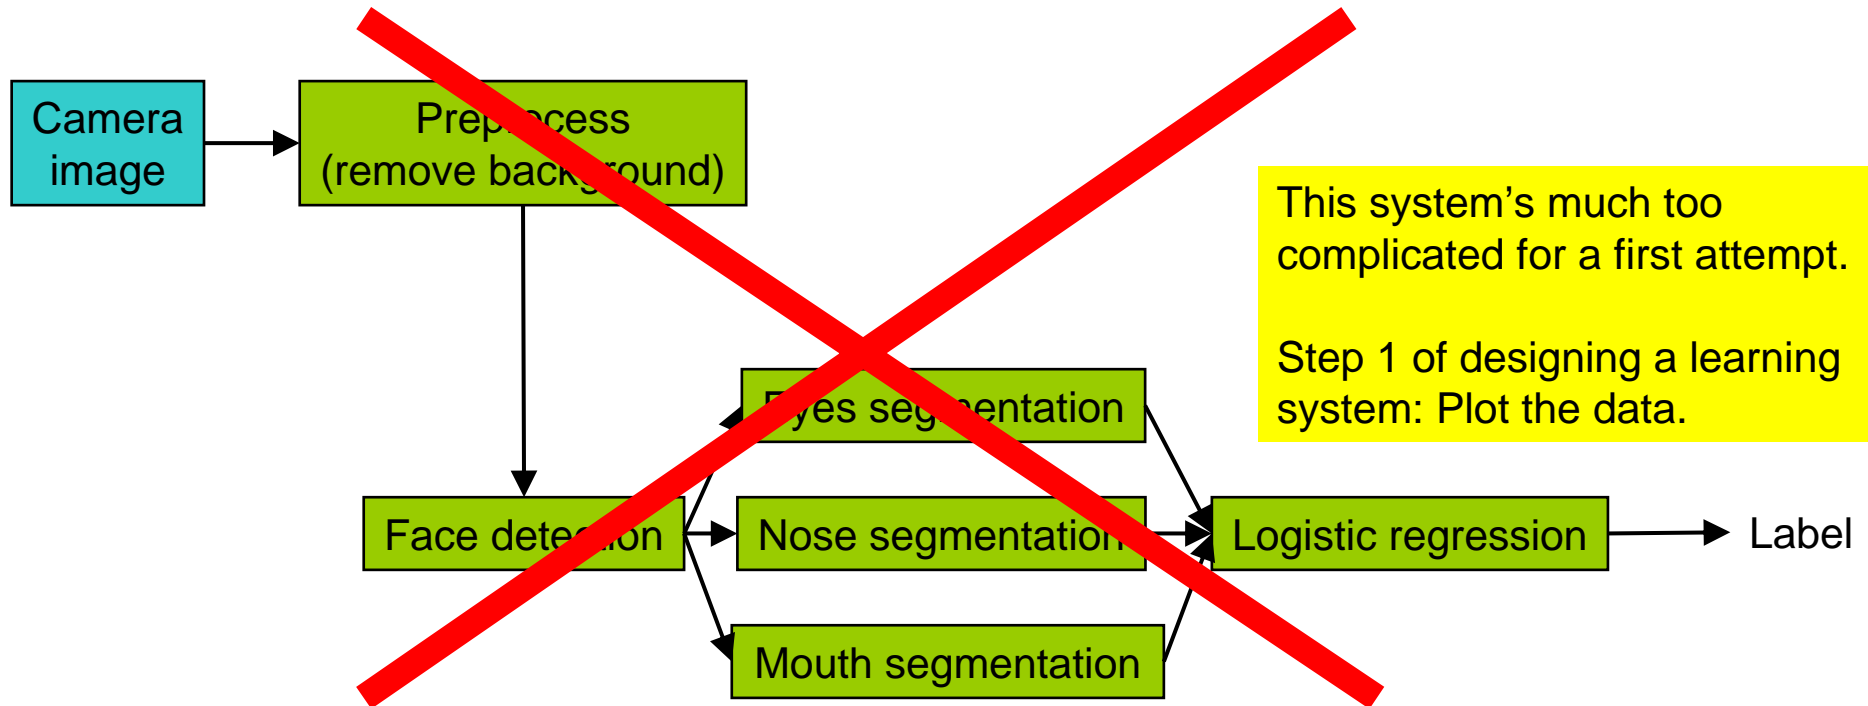 Camera
image
Preprocess
(remove background)
This system’s much too
complicated for a first attempt.
Step 1 of designing a learning
system: Plot the data.
Eyes segmentation
Face detection
Nose segmentation
Logistic regression
Label
Mouth segmentation